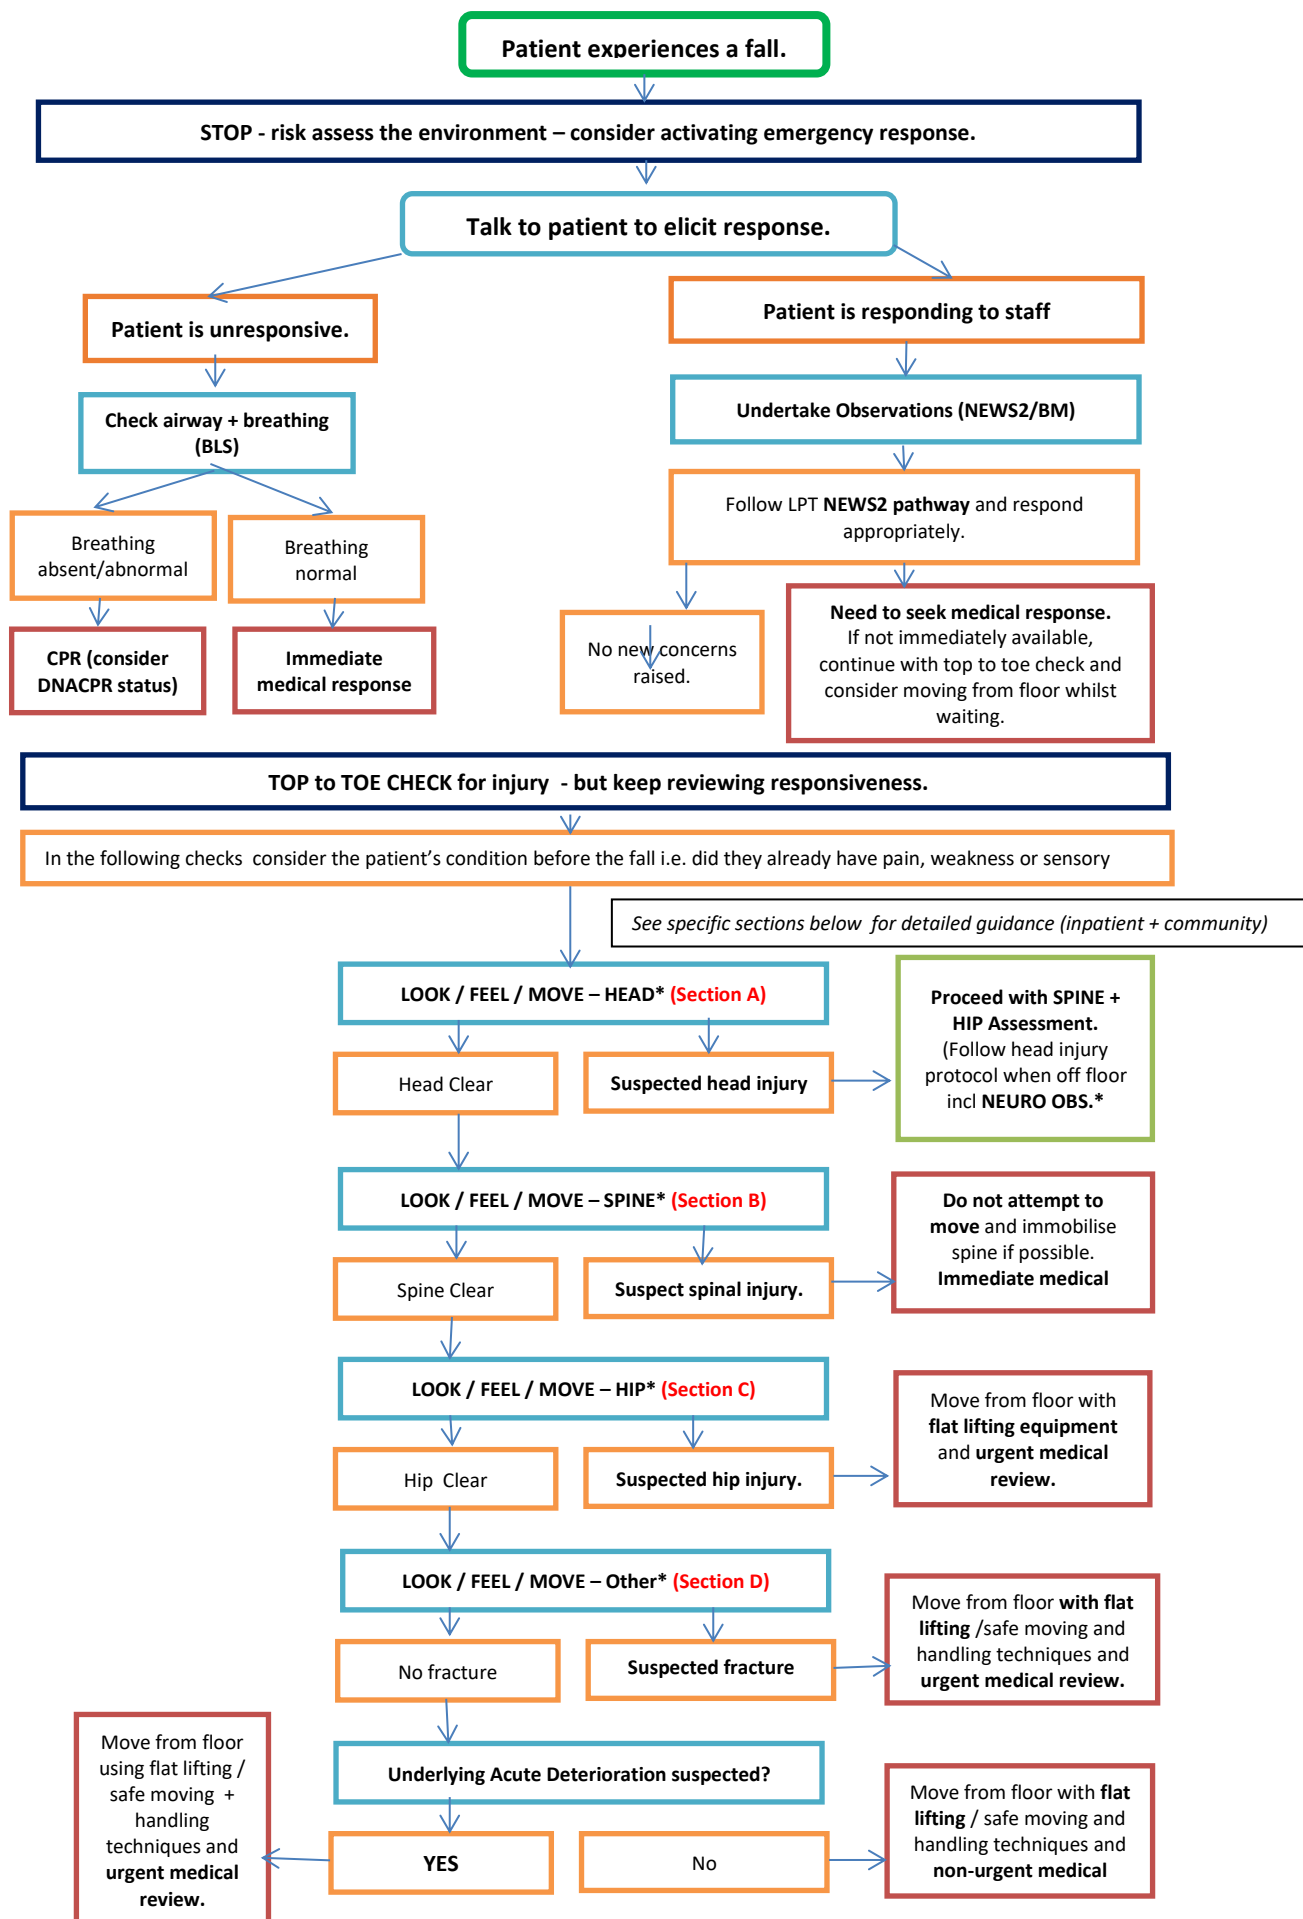 Patient experiences a fall.
STOP - risk assess the environment – consider activating emergency response.
Talk to patient to elicit response.
Patient is unresponsive.
Patient is responding to staff
Check airway + breathing
(BLS)
Undertake Observations (NEWS2/BM)
Follow LPT NEWS2 pathway and respond
appropriately.
Breathing
absent/abnormal
Breathing
normal
CPR (consider
DNACPR status)
Immediate
medical response
No new concerns
raised.
Need to seek medical response.
If not immediately available,
continue with top to toe check and
consider moving from floor whilst
waiting.
TOP to TOE CHECK for injury - but keep reviewing responsiveness.
In the following checks consider the patient’s condition before the fall i.e. did they already have pain, weakness or sensory
See specific sections below for detailed guidance (inpatient + community)
LOOK / FEEL / MOVE – HEAD* (Section A)
Head Clear
Suspected head injury
Proceed with SPINE +
HIP Assessment.
(Follow head injury
protocol when off floor
incl NEURO OBS.*
LOOK / FEEL / MOVE – SPINE* (Section B)
Spine Clear
Suspect spinal injury.
Do not attempt to
move and immobilise
spine if possible.
Immediate medical
LOOK / FEEL / MOVE – HIP* (Section C)
Hip Clear
Suspected hip injury.
Move from floor with
flat lifting equipment
and urgent medical
review.
LOOK / FEEL / MOVE – Other* (Section D)
No fracture
Suspected fracture
Move from floor with flat
lifting /safe moving and
handling techniques and
urgent medical review.
Underlying Acute Deterioration suspected?
YES
No
Move from floor
using flat lifting /
safe moving +
handling
techniques and
urgent medical
review.
Move from floor with flat
lifting / safe moving and
handling techniques and
non-urgent medical